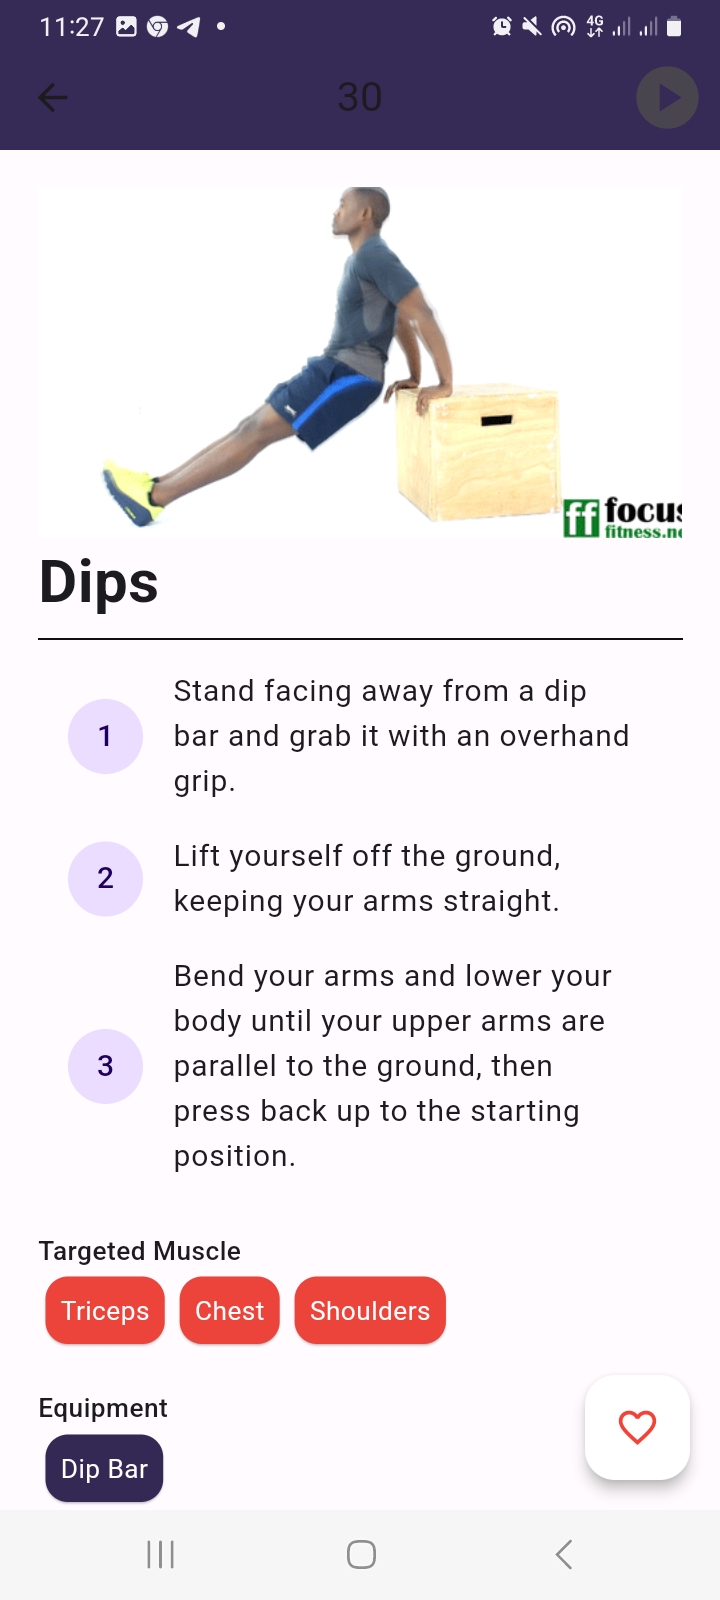 11:27
4G
30
ff focus
fitness.ne
Dips
1
Stand facing away from a dip
bar and grab it with an overhand
grip.
2
Lift yourself off the ground,
keeping your arms straight.
3
Bend your arms and lower your
body until your upper arms are
parallel to the ground, then
press back up to the starting
position.
Targeted Muscle
Triceps Chest Shoulders
Equipment
Dip Bar